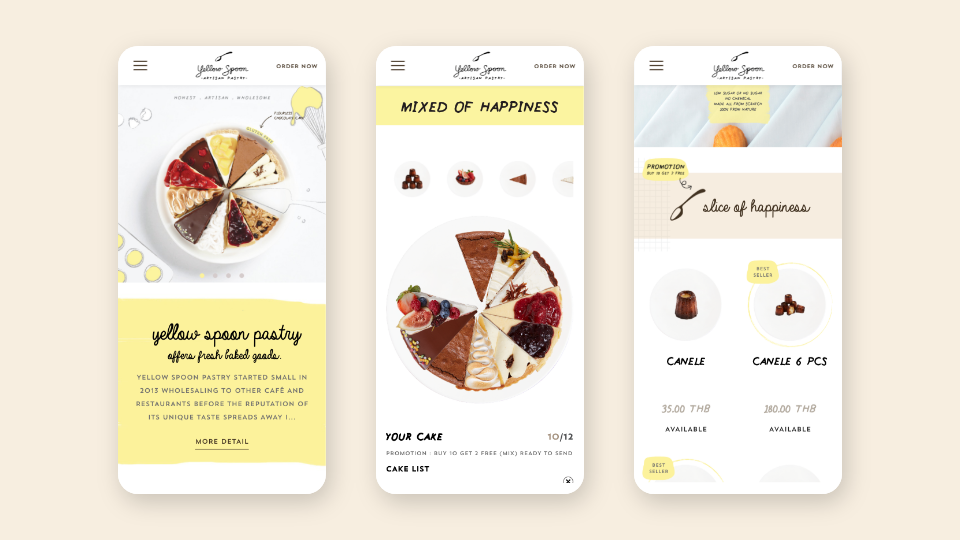 Yellow Spoon
ARTISAN PASTRY
ORDER NOW
HONEST . ARTISAN . WHOLESOME
FLOURLESS
CHOCOLATE CAKE
GLUTEN FREE
yellow spoon pastry
offers fresh baked goods.
YELLOW SPOON PASTRY STARTED SMALL IN
2013 WHOLESALING TO OTHER CAFÉ AND
RESTAURANTS BEFORE THE REPUTATION OF
ITS UNIQUE TASTE SPREADS AWAY I...
MORE DETAIL
Yellow Spoon
ARTISAN PASTRY
ORDER NOW
MIXED OF HAPPINESS
YOUR CAKE
10/12
PROMOTION : BUY 10 GET 2 FREE (MIX) READY TO SEND
CAKE LIST
Yellow Spoon
ARTISAN PASTRY
ORDER NOW
LOW SUGAR OR NO SUGAR
NO CHEMICAL
MADE ALL FROM SCRATCH
100% FROM NATURE
PROMOTION
BUY 10 GET 2 FREE
slice of happiness
BEST
SELLER
CANELE
CANELE 6 PCS
35.00 THB
180.00 THB
AVAILABLE
AVAILABLE
BEST
SELLER